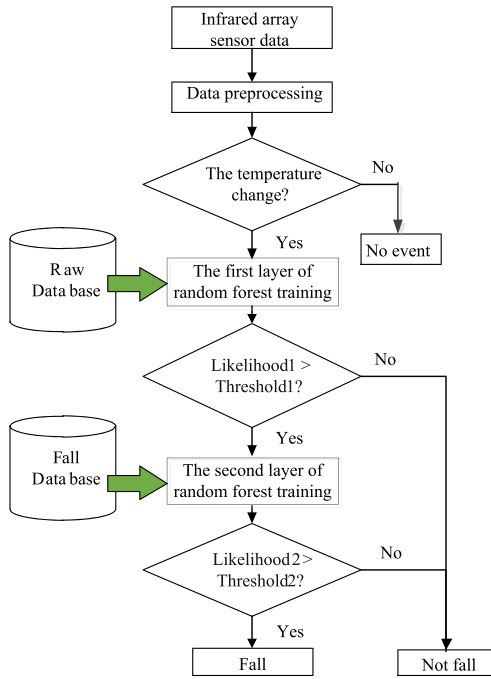 Infrared array
sensor data
Data preprocessing
The temperature
change?
No
Yes
No event
Raw
Data base
The first layer of
random forest training
Likelihood1 >
Threshold1?
No
Yes
Fall
Data base
The second layer of
random forest training
Likelihood2 >
Threshold2?
No
Yes
Fall
Not fall